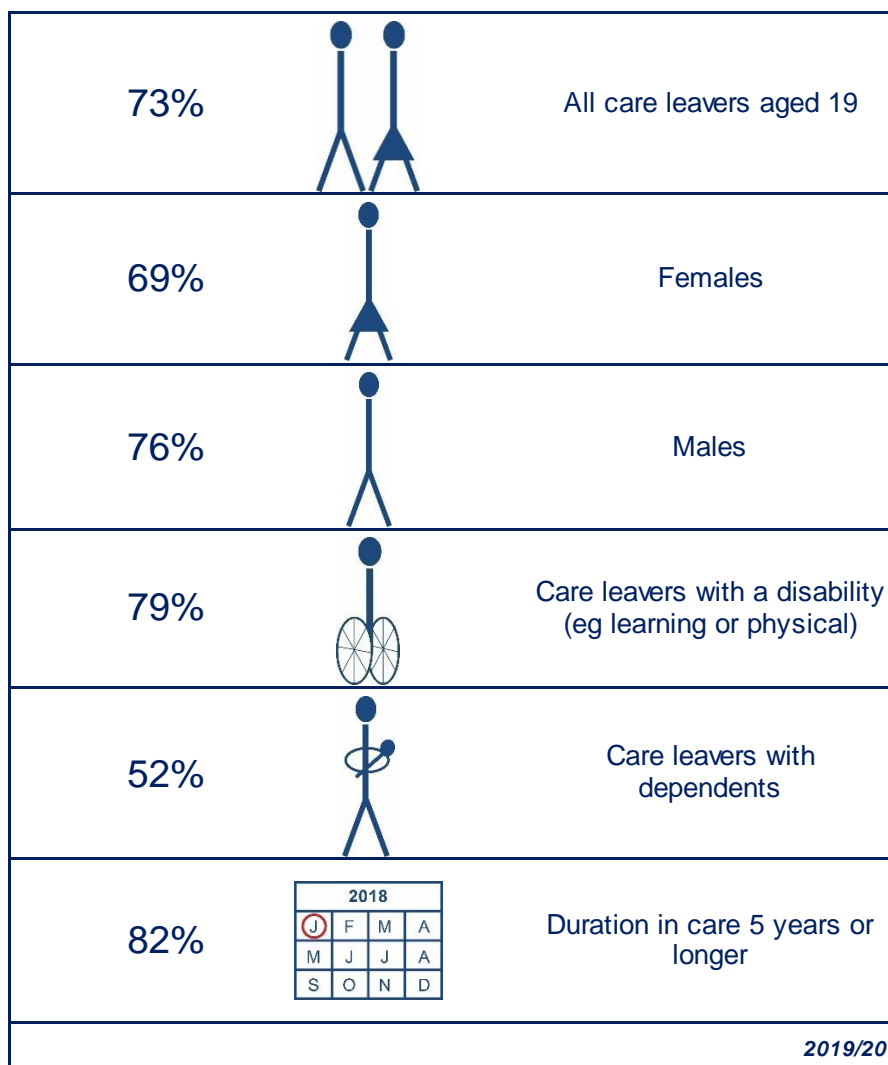 73%
All care leavers aged 19
69%
Females
76%
Males
79%
Care leavers with a disability
(eg learning or physical)
52%
Care leavers with
dependents
82%
2018
J F M A
M J J A
S O N D
Duration in care 5 years or
longer
2019/20